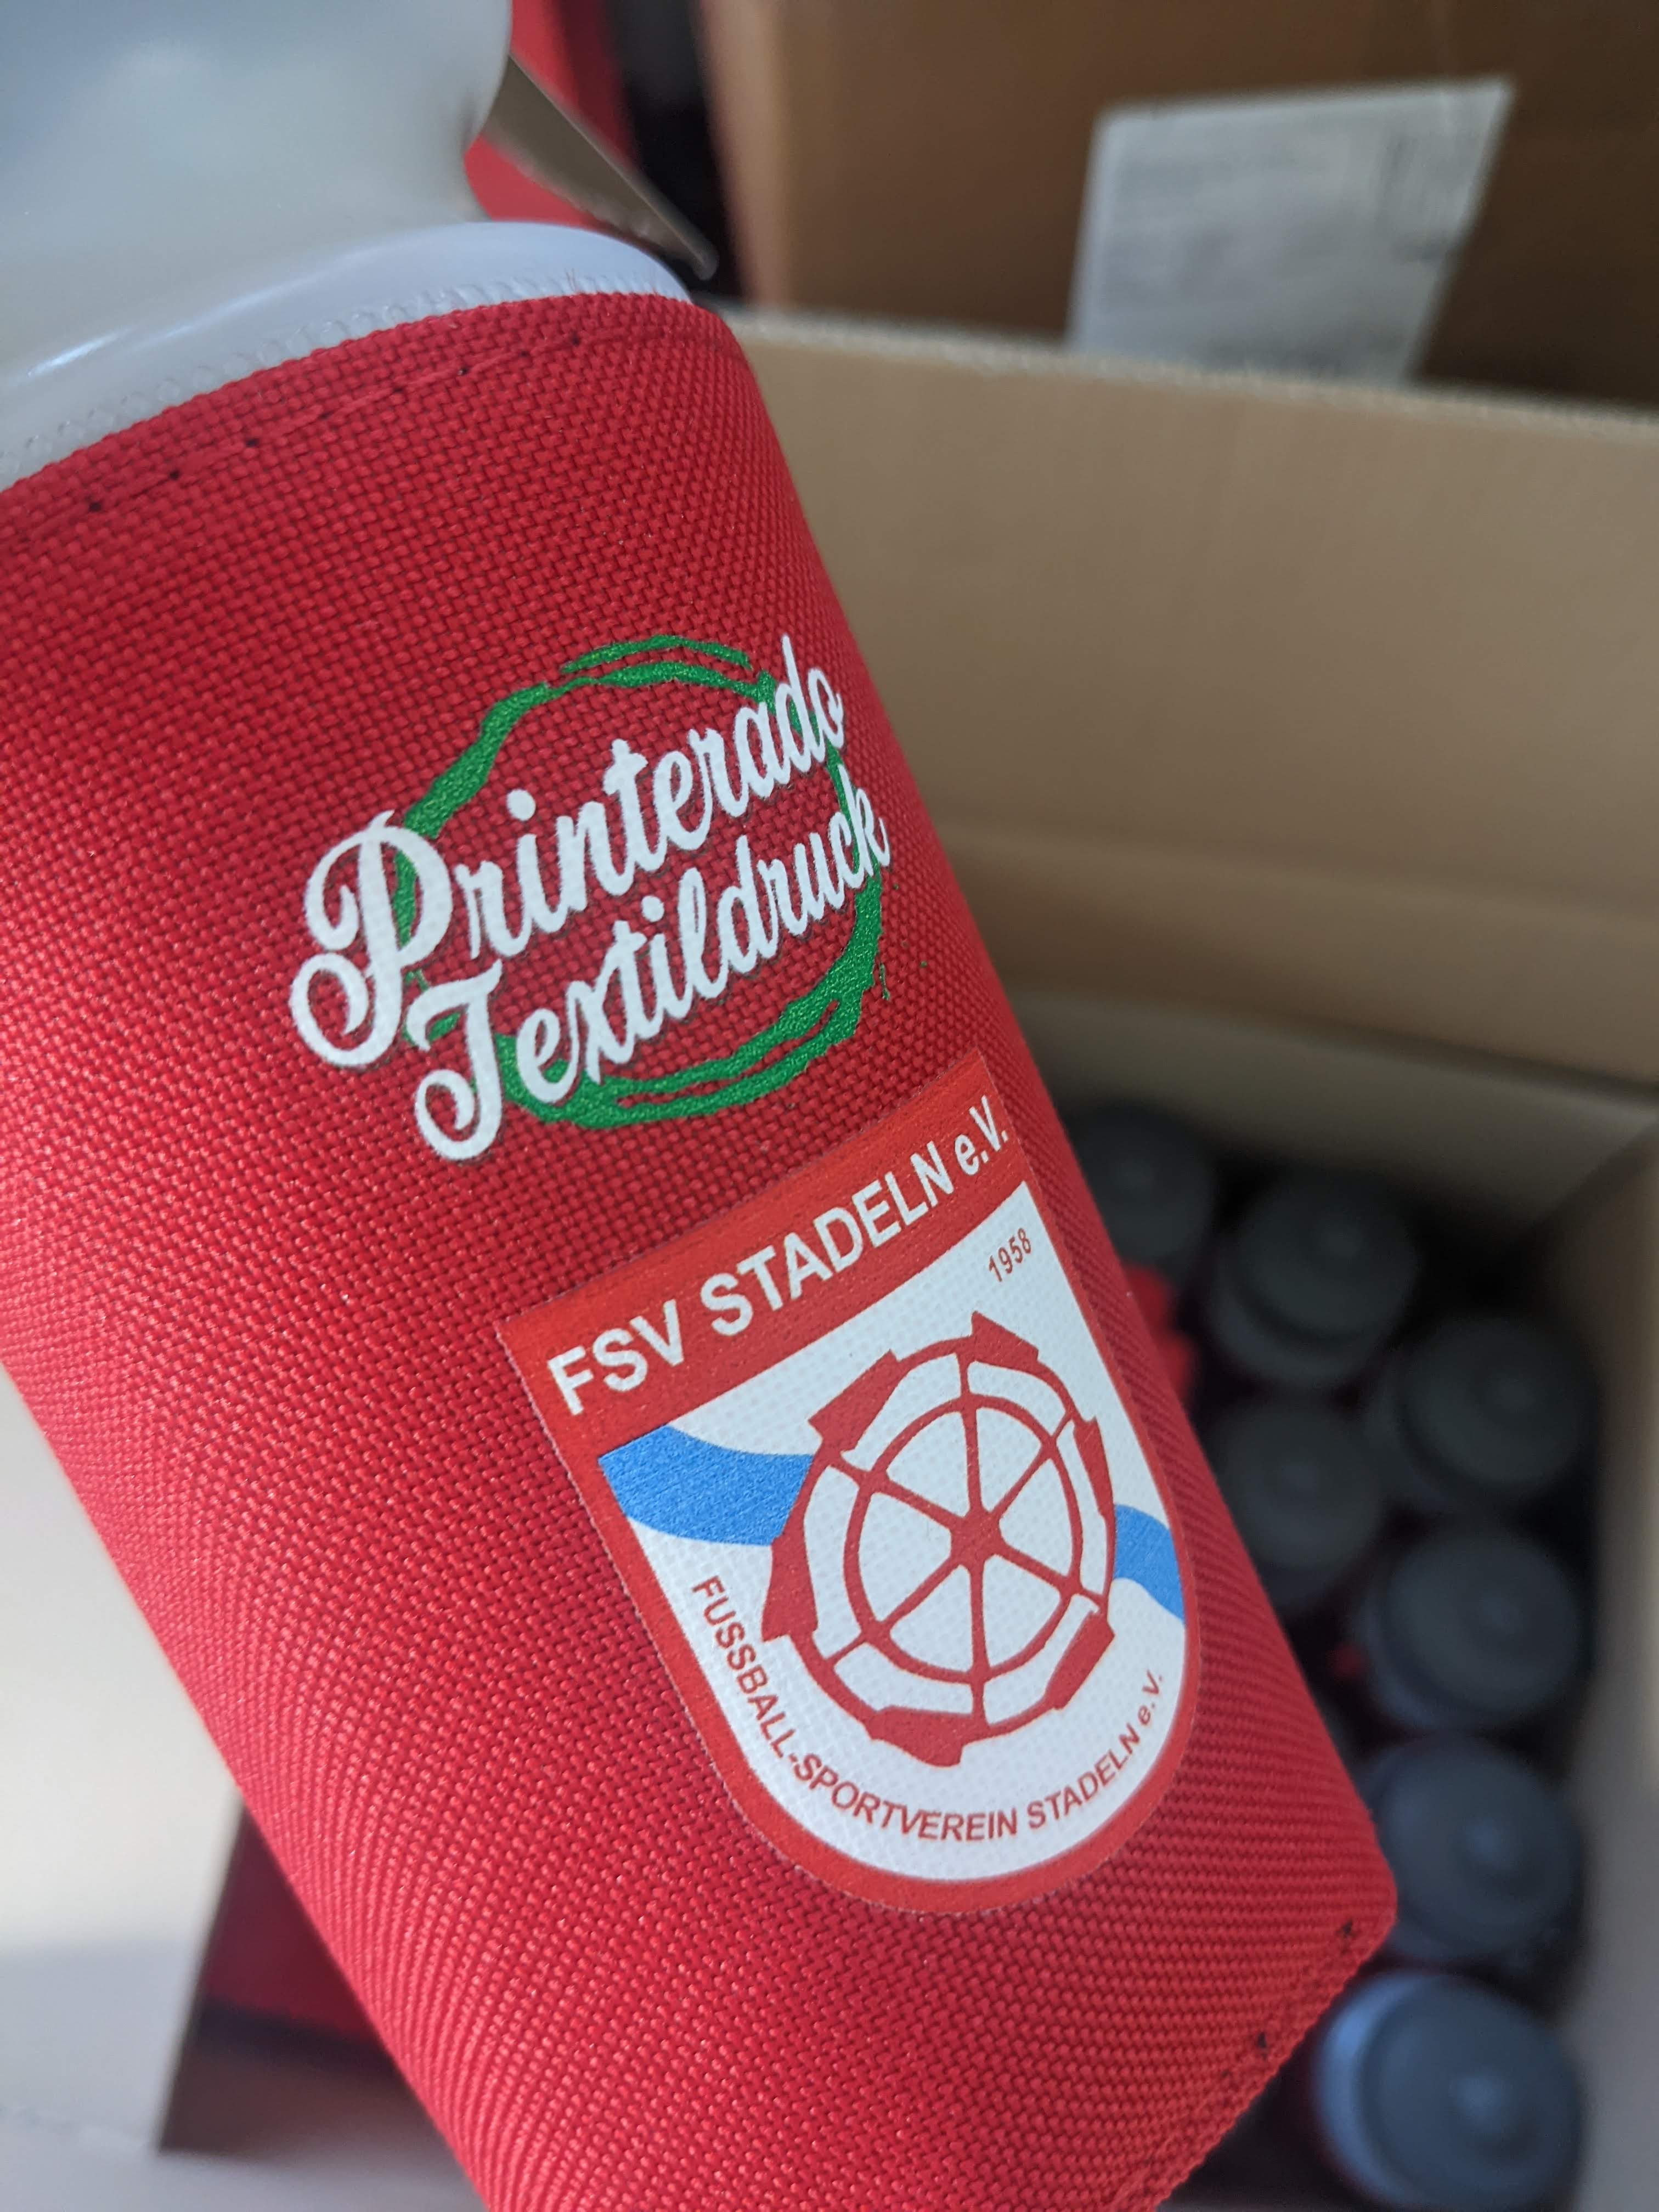 Printerado
Textildruck
FSV STADELN e.V.
1958
FUSSBALL-SPORTVEREIN STADELN e.V.